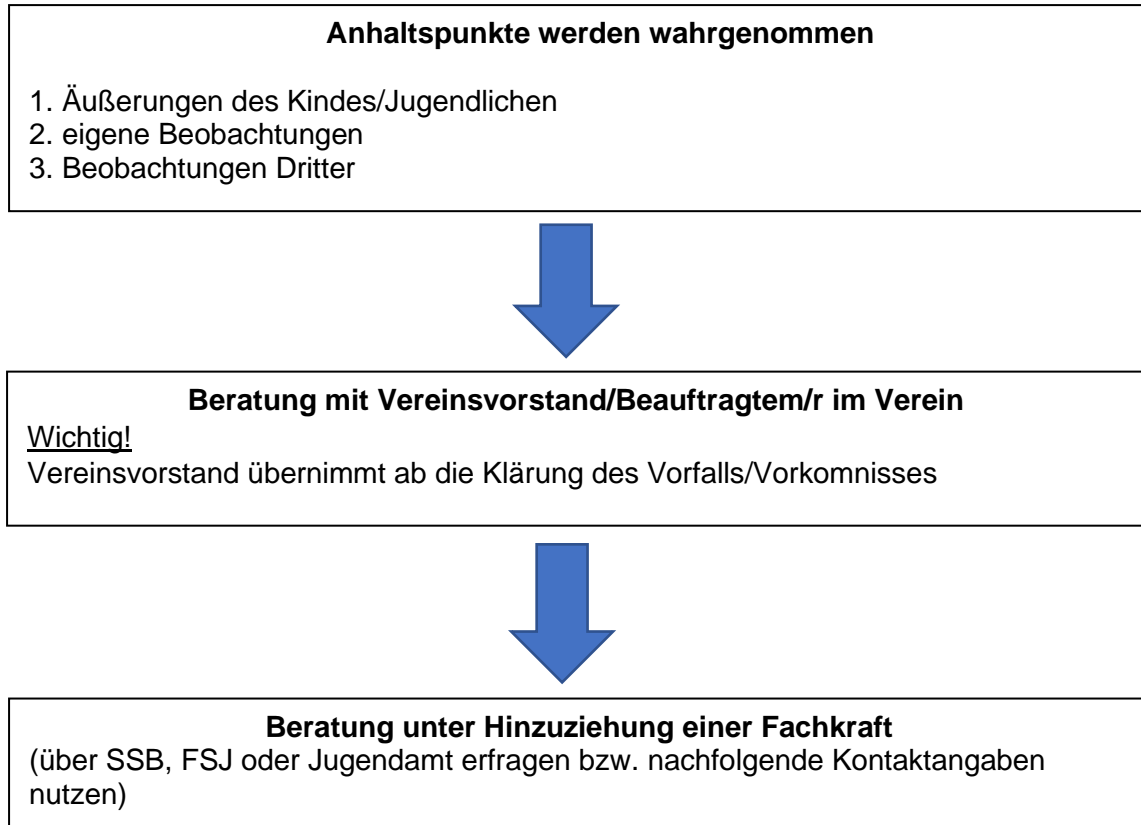 Anhaltspunkte werden wahrgenommen
1. Äußerungen des Kindes/Jugendlichen
2. eigene Beobachtungen
3. Beobachtungen Dritter
Beratung mit Vereinsvorstand/Beauftragtem/r im Verein
Wichtig!
Vereinsvorstand übernimmt ab die Klärung des Vorfalls/Vorkomnisses
Beratung unter Hinzuziehung einer Fachkraft
(über SSB, FSJ oder Jugendamt erfragen bzw. nachfolgende Kontaktangaben
nutzen)